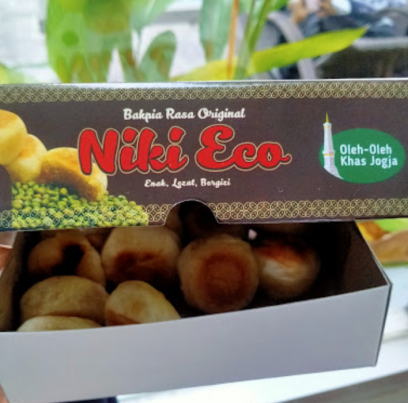 Bakpia Rasa Original
Niki Eco
Enak, Lezat, Bergizi
Oleh-Oleh
Khas Jogja